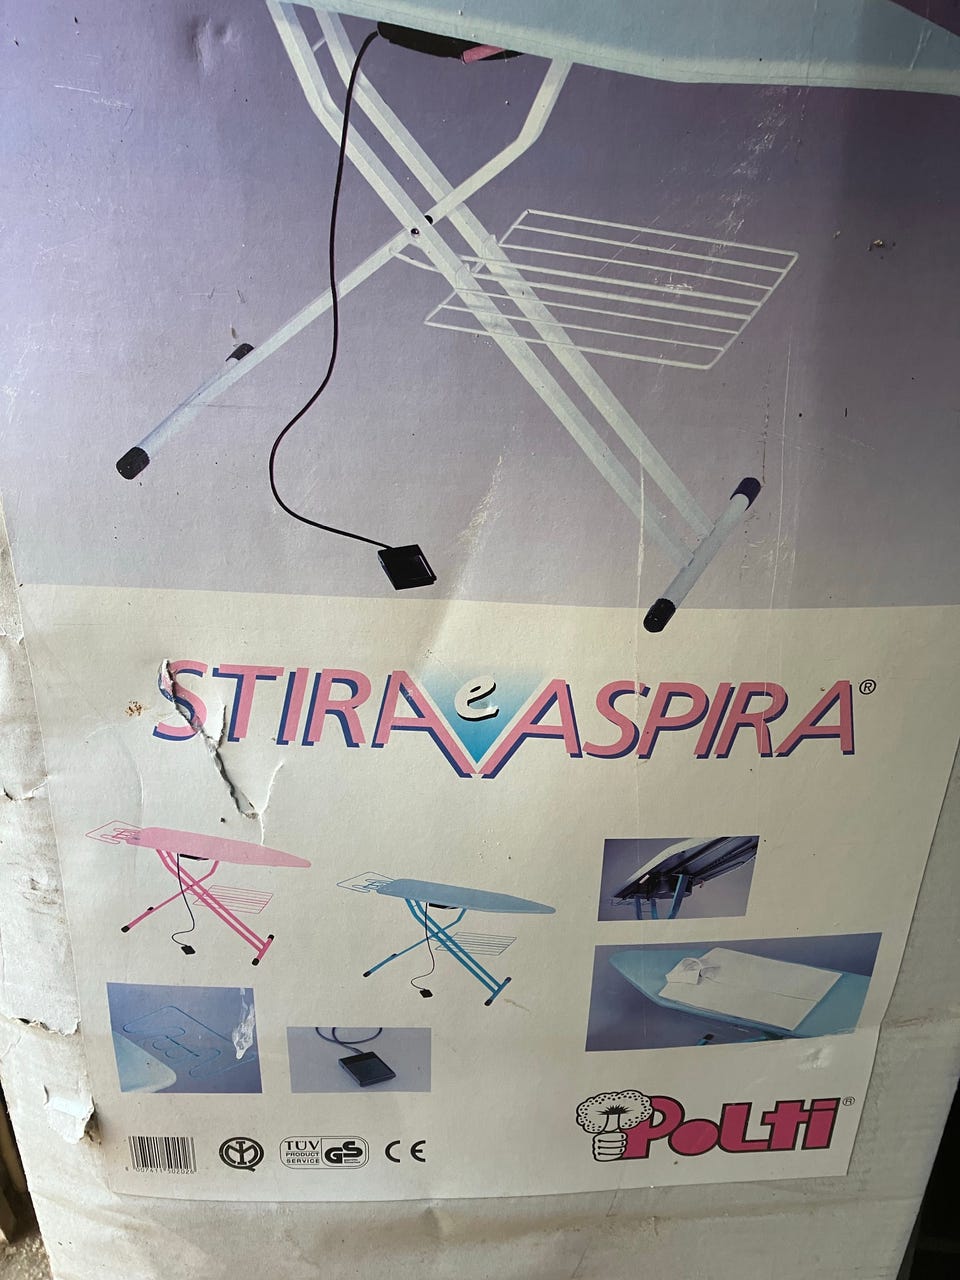 STIRA e ASPIRA®
TÜV
PRODUCT
SERVICE
GS
CE
PoLti®